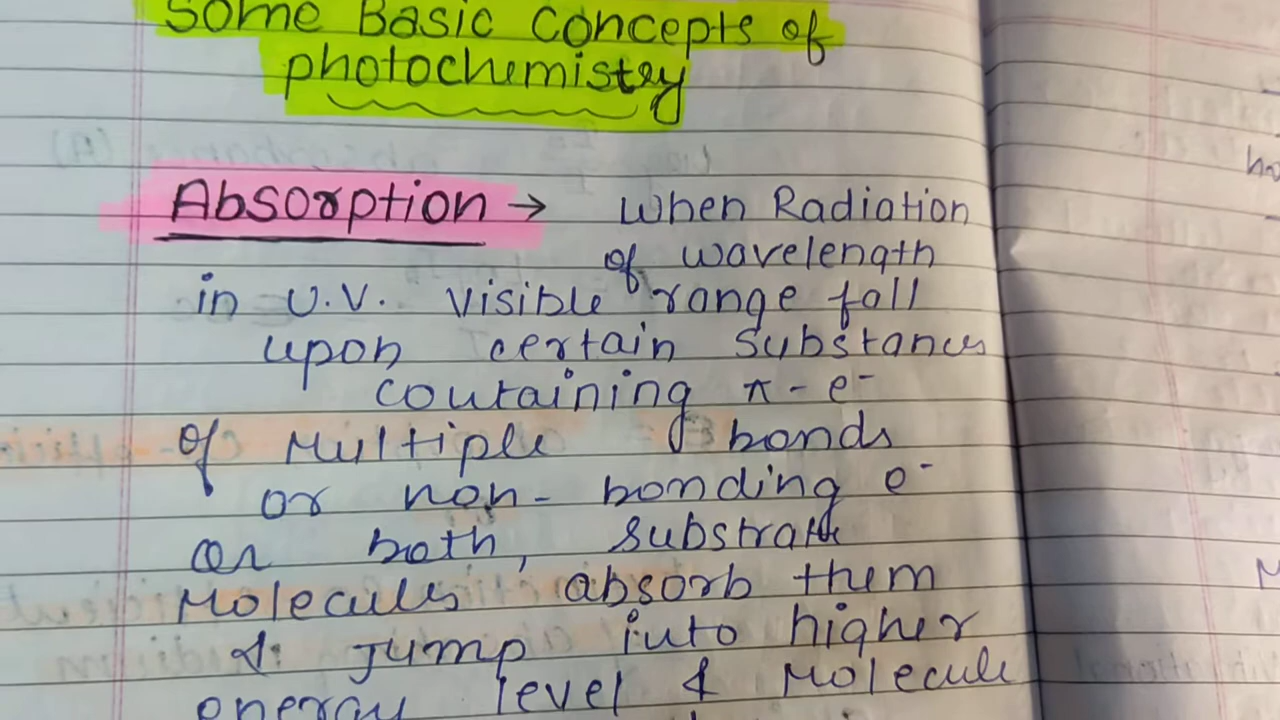 Some Basic Concepts of
photochemistry
Absorption → When Radiation
of wavelength
in U.V. visible range fall
upon certain substances
containing π-e⁻
of Multiple bonds
or non-bonding e⁻
or both, substrate
Molecules absorb them
& Jump into higher
energy level & Molecule